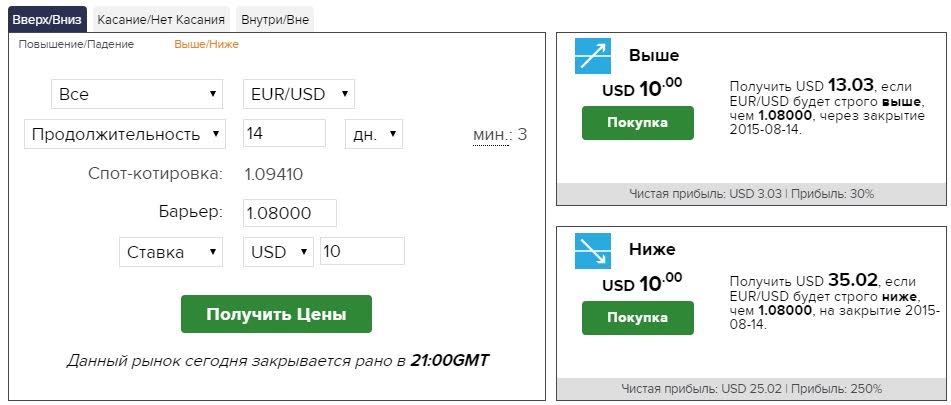 Вверх/Вниз
Касание/Нет Касания
Внутри/Вне
Повышение/Падение
Выше/Ниже
Все
EUR/USD
Продолжительность
14
дн.
мин.: 3
Спот-котировка: 1.09410
Барьер: 1.08000
Ставка
USD
10
Получить Цены
Данный рынок сегодня закрывается рано в 21:00GMT
Выше
USD 10.00
Покупка
Получить USD 13.03, если
EUR/USD будет строго выше,
чем 1.08000, через закрытие
2015-08-14.
Чистая прибыль: USD 3.03 | Прибыль: 30%
Ниже
USD 10.00
Покупка
Получить USD 35.02, если
EUR/USD будет строго ниже,
чем 1.08000, на закрытие 2015-
08-14.
Чистая прибыль: USD 25.02 | Прибыль: 250%